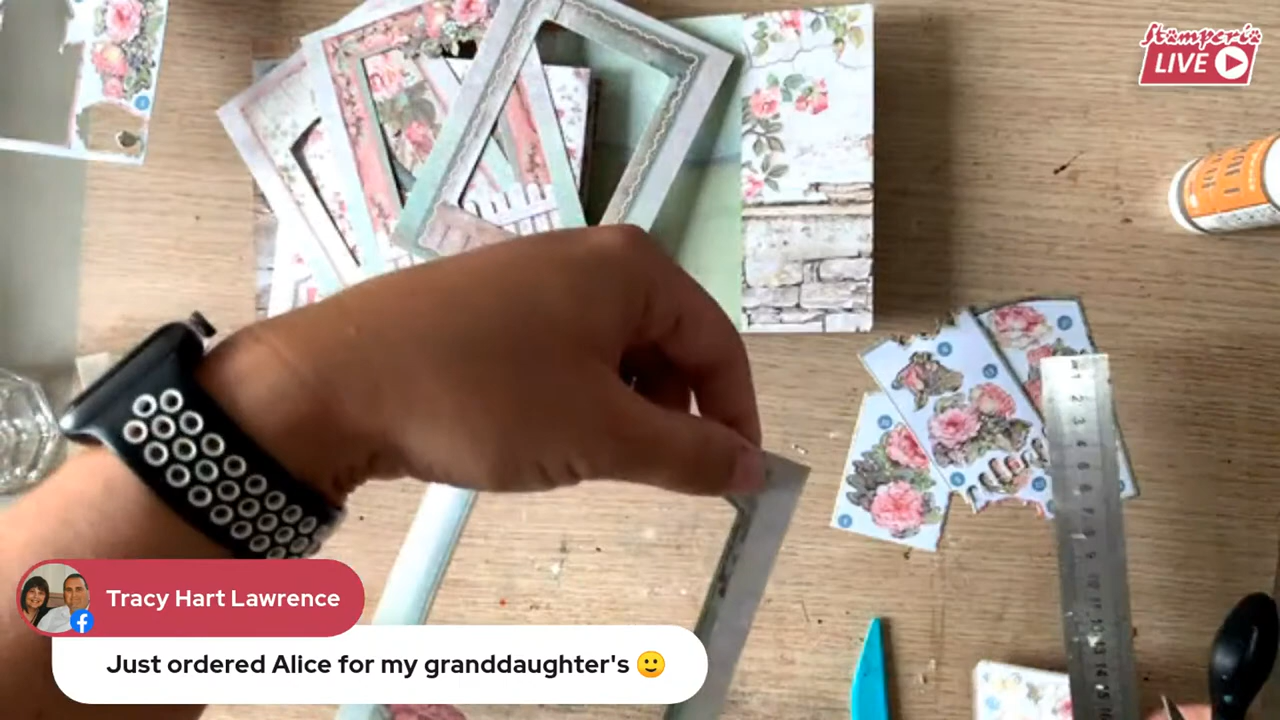 Stamperia
LIVE
Tracy Hart Lawrence
Just ordered Alice for my granddaughter's 🙂